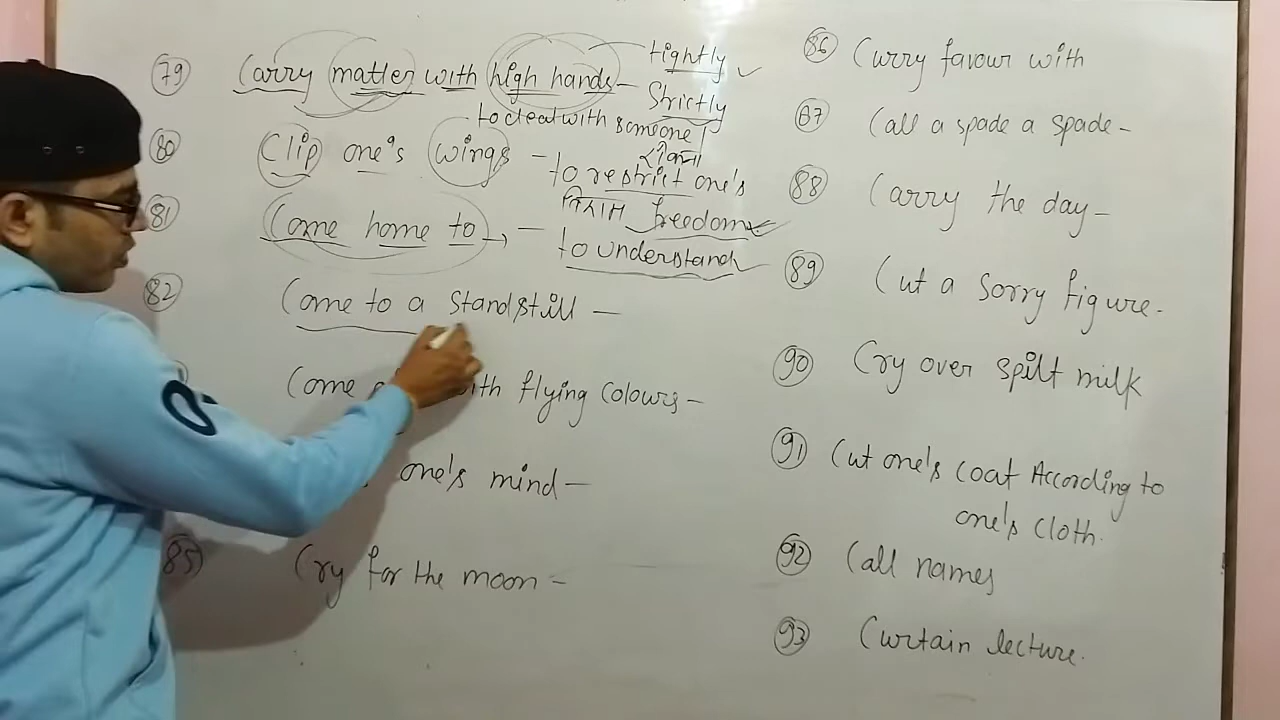 79 Carry matter with high hands – tightly
Strictly
to deal with someone
80 Clip one's wings – to restrict one's
freedom
81 Come home to – to understand
82 Come to a standstill –
Come with flying colours –
one's mind –
85 Cry for the moon –
86 Curry favour with
87 Call a spade a spade –
88 Carry the day –
89 Cut a Sorry figure.
90 Cry over spilt milk
91 Cut one's coat According to
one's cloth.
92 Call names
93 Curtain lecture.